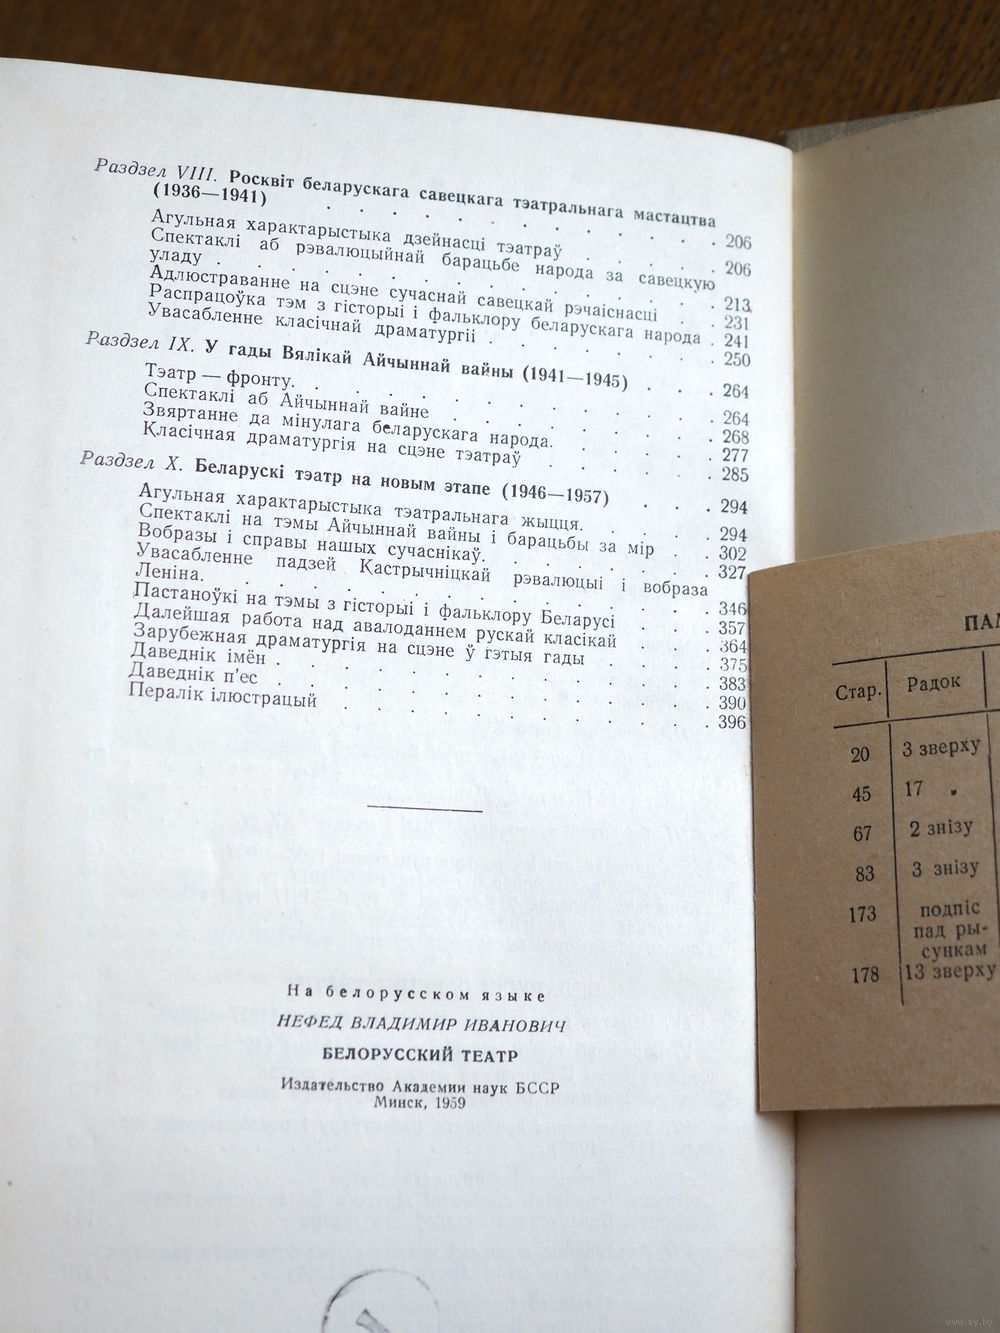 Раздзел VIII. Росквіт беларускага савецкага тэатральнага мастацтва
(1936—1941) . . . . . . . . . . 206
Агульная характарыстыка дзейнасці тэатраў . . . . 206
Спектаклі аб рэвалюцыйнай барацьбе народа за савецкую
уладу . . . . . . . . . . 213
Адлюстраванне на сцэне сучаснай савецкай рэчаіснасці . . 231
Распрацоўка тэм з гісторыі і фальклору беларускага народа . 241
Увасабленне класічнай драматургіі . . . . . . 250
Раздзел IX. У гады Вялікай Айчыннай вайны (1941—1945) . . . 264
Тэатр — фронту. . . . . . . . . . 264
Спектаклі аб Айчыннай вайне . . . . . . . 268
Звяртанне да мінулага беларускага народа. . . . . 277
Класічная драматургія на сцэне тэатраў . . . . . 285
Раздзел X. Беларускі тэатр на новым этапе (1946—1957) . . . 294
Агульная характарыстыка тэатральнага жыцця. . . . . 294
Спектаклі на тэмы Айчыннай вайны і барацьбы за мір . . 302
Вобразы і справы нашых сучаснікаў. . . . . . . 327
Увасабленне падзей Кастрычніцкай рэвалюцыі і вобраза
Леніна. . . . . . . . . . . 346
Пастаноўкі на тэмы з гісторыі і фальклору Беларусі . . . 357
Далейшая работа над авалоданнем рускай класікай . . . 364
Зарубежная драматургія на сцэне ў гэтыя гады . . . . 375
Даведнік імён . . . . . . . . . . 383
Даведнік п'ес . . . . . . . . . . 390
Пералік ілюстрацый . . . . . . . . . 396
На белорусском языке
НЕФЕД ВЛАДИМИР ИВАНОВИЧ
БЕЛОРУССКИЙ ТЕАТР
Издательство Академии наук БССР
Минск, 1959
ПАМ
Стар. Радок
20 3 зверху
45 17 „
67 2 знізу
83 3 знізу
173 подпіс
пад ры-
сункам
178 13 зверху
www.ay.by